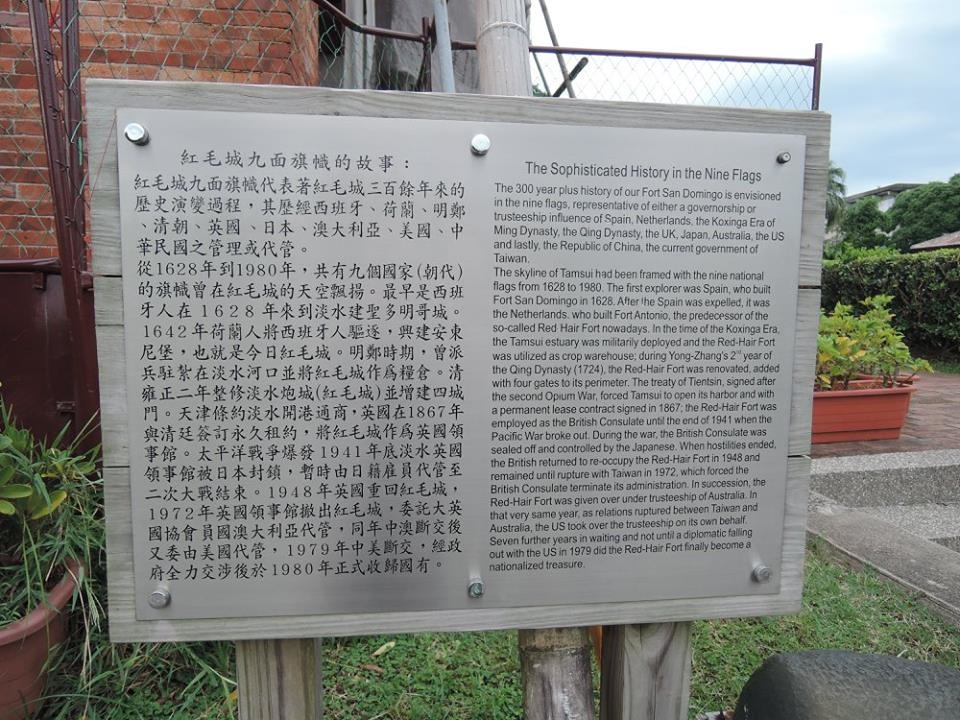 紅毛城九面旗幟的故事：
紅毛城九面旗幟代表著紅毛城三百餘年來的
歷史演變過程，其歷經西班牙、荷蘭、明鄭
、清朝、英國、日本、澳大利亞、美國、中
華民國之管理或代管。
從1628年到1980年，共有九個國家(朝代)
的旗幟曾在紅毛城的天空飄揚。最早是西班
牙人在1628年來到淡水建聖多明哥城。
1642年荷蘭人將西班牙人驅逐，興建安東
尼堡，也就是今日紅毛城。明鄭時期，曾派
兵駐紮在淡水河口並將紅毛城作為糧倉。清
雍正二年整修淡水炮城(紅毛城)並增建四城
門。天津條約淡水開港通商，英國在1867年
與清廷簽訂永久租約，將紅毛城作為英國領
事館。太平洋戰爭爆發1941年底淡水英國
領事館被日本封鎖，暫時由日籍雇員代管至
二次大戰結束。1948年英國重回紅毛城，
1972年英國領事館撤出紅毛城，委託大英
國協會員國澳大利亞代管，同年中澳斷交後
又委由美國代管，1979年中美斷交，經政
府全力交涉後於1980年正式收歸國有。
The Sophisticated History in the Nine Flags
The 300 year plus history of our Fort San Domingo is envisioned
in the nine flags, representative of either a governorship or
trusteeship influence of Spain, Netherlands, the Koxinga Era of
Ming Dynasty, the Qing Dynasty, the UK, Japan, Australia, the US
and lastly, the Republic of China, the current government of
Taiwan.
The skyline of Tamsui had been framed with the nine national
flags from 1628 to 1980. The first explorer was Spain, who built
Fort San Domingo in 1628. After the Spain was expelled, it was
the Netherlands, who built Fort Antonio, the predecessor of the
so-called Red Hair Fort nowadays. In the time of the Koxinga Era,
the Tamsui estuary was militarily deployed and the Red-Hair Fort
was utilized as crop warehouse; during Yong-Zhang's 2nd year of
the Qing Dynasty (1724), the Red-Hair Fort was renovated, added
with four gates to its perimeter. The treaty of Tientsin, signed after
the second Opium War, forced Tamsui to open its harbor and with
a permanent lease contract signed in 1867; the Red-Hair Fort was
employed as the British Consulate until the end of 1941 when the
Pacific War broke out. During the war, the British Consulate was
sealed off and controlled by the Japanese. When hostilities ended,
the British returned to re-occupy the Red-Hair Fort in 1948 and
remained until rupture with Taiwan in 1972, which forced the
British Consulate terminate its administration. In succession, the
Red-Hair Fort was given over under trusteeship of Australia. In
that very same year, as relations ruptured between Taiwan and
Australia, the US took over the trusteeship on its own behalf.
Seven further years in waiting and not until a diplomatic falling
out with the US in 1979 did the Red-Hair Fort finally become a
nationalized treasure.